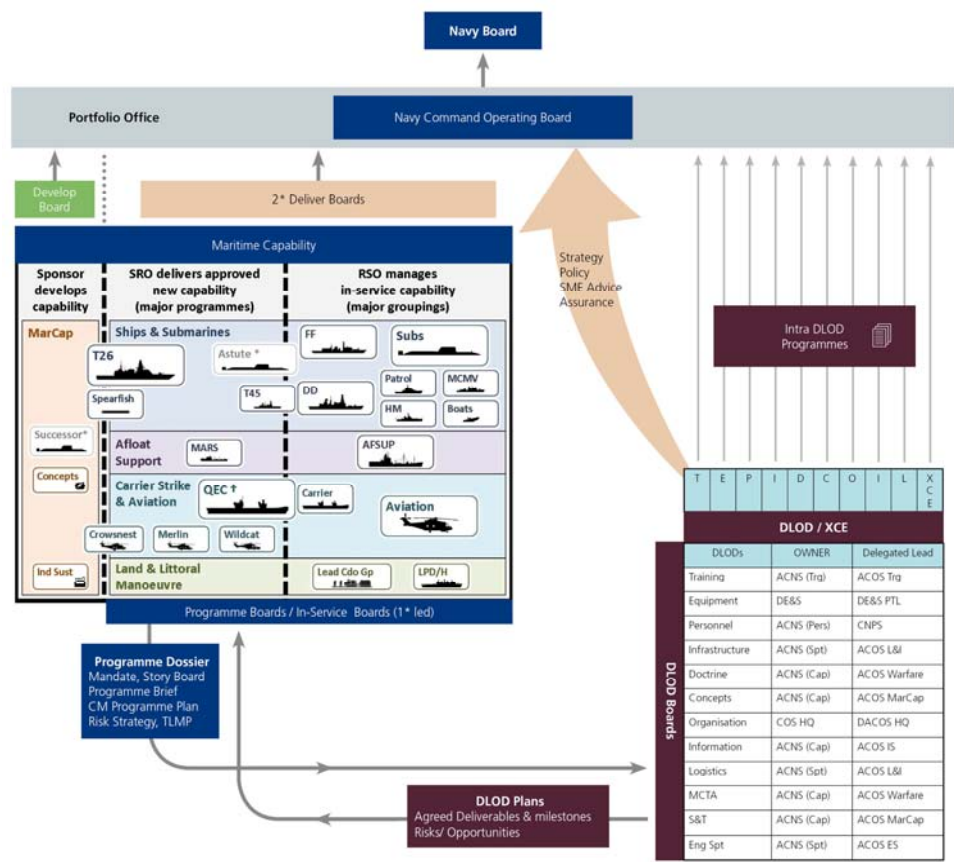 Navy Board
Portfolio Office
Navy Command Operating Board
Develop
Board
2* Deliver Boards
Maritime Capability
Sponsor
develops
capability
SRO delivers approved
new capability
(major programmes)
RSO manages
in-service capability
(major groupings)
Strategy
Policy
SME Advice
Assurance
Intra DLOD
Programmes
MarCap
Ships & Submarines
T26
Astute *
FF
Subs
Spearfish
T45
DD
Patrol
MCMV
HM
Boats
Successor*
Concepts
Afloat
Support
MARS
AFSUP
Carrier Strike
& Aviation
QEC †
Carrier
Aviation
Crowsnest
Merlin
Wildcat
Ind Sust
Land & Littoral
Manoeuvre
Lead Cdo Gp
LPD/H
Programme Boards / In-Service Boards (1* led)
Programme Dossier
Mandate, Story Board
Programme Brief
CM Programme Plan
Risk Strategy, TLMP
DLOD Plans
Agreed Deliverables & milestones
Risks/ Opportunities
T E P I D C O I L XCE
DLOD / XCE
DLOD Boards
DLODs OWNER Delegated Lead
Training ACNS (Trg) ACOS Trg
Equipment DE&S DE&S PTL
Personnel ACNS (Pers) CNPS
Infrastructure ACNS (Spt) ACOS L&I
Doctrine ACNS (Cap) ACOS Warfare
Concepts ACNS (Cap) ACOS MarCap
Organisation COS HQ DACOS HQ
Information ACNS (Cap) ACOS IS
Logistics ACNS (Spt) ACOS L&I
MCTA ACNS (Cap) ACOS Warfare
S&T ACNS (Cap) ACOS MarCap
Eng Spt ACNS (Spt) ACOS ES